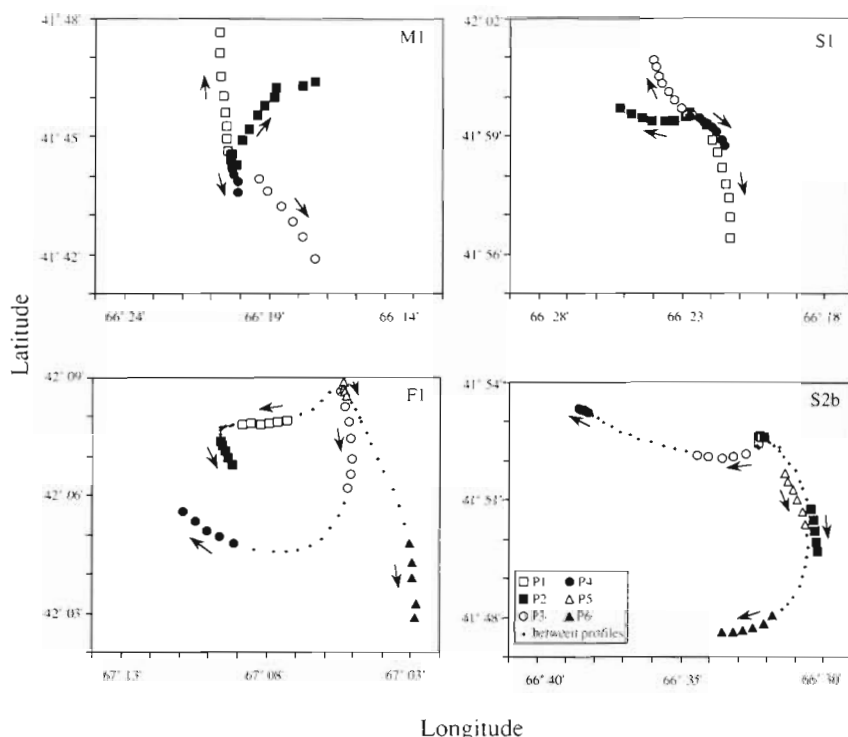 41° 48'
M1
41° 45'
41° 42'
66° 24'
66° 19'
66° 14'
42° 02'
S1
41° 59'
41° 56'
66° 28'
66° 23'
66° 18'
Latitude
42° 09'
F1
42° 06'
42° 03'
67° 13'
67° 08'
67° 03'
41° 54'
S2b
41° 51'
41° 48'
P1 P4
P2 P5
P3 P6
between profiles
66° 40'
66° 35'
66° 30'
Longitude